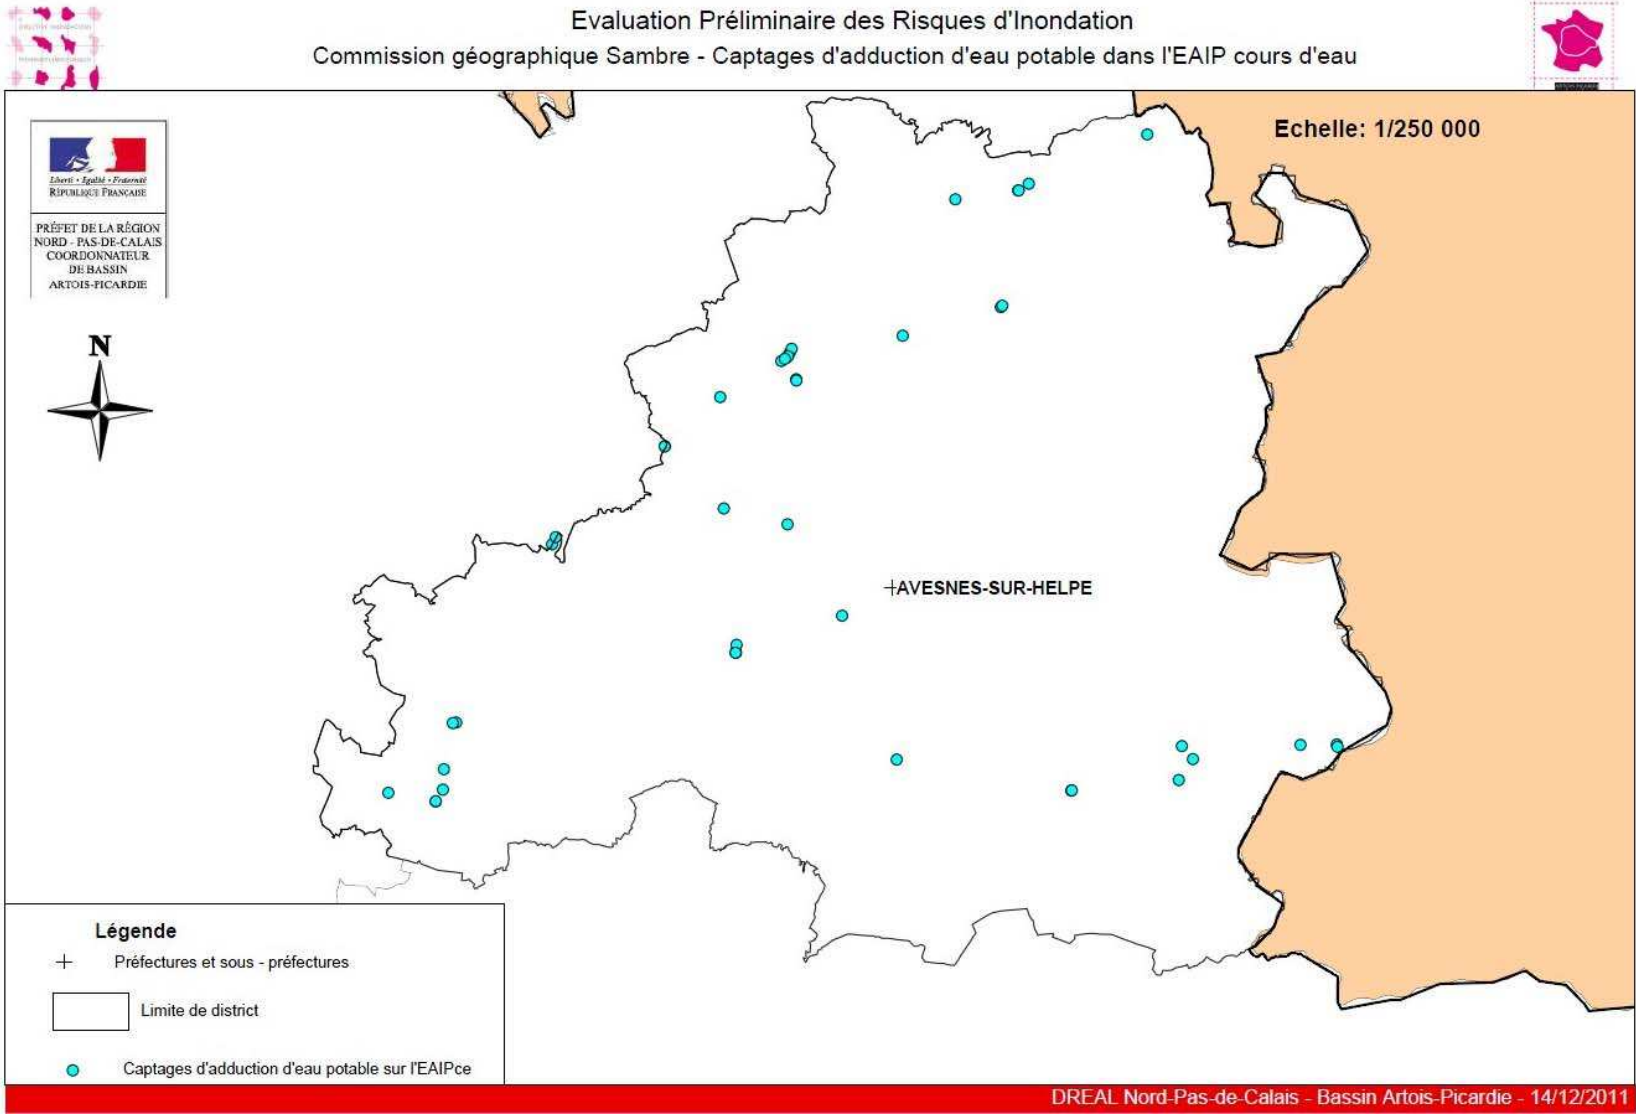 Evaluation Préliminaire des Risques d'Inondation
Commission géographique Sambre - Captages d'adduction d'eau potable dans l'EAIP cours d'eau
Echelle: 1/250 000
Liberté • Egalité • Fraternité
RÉPUBLIQUE FRANÇAISE
PRÉFET DE LA RÉGION
NORD - PAS-DE-CALAIS
COORDONNATEUR
DE BASSIN
ARTOIS-PICARDIE
N
AVESNES-SUR-HELPE
Légende
Préfectures et sous - préfectures
Limite de district
Captages d'adduction d'eau potable sur l'EAIPce
DREAL Nord-Pas-de-Calais - Bassin Artois-Picardie - 14/12/2011